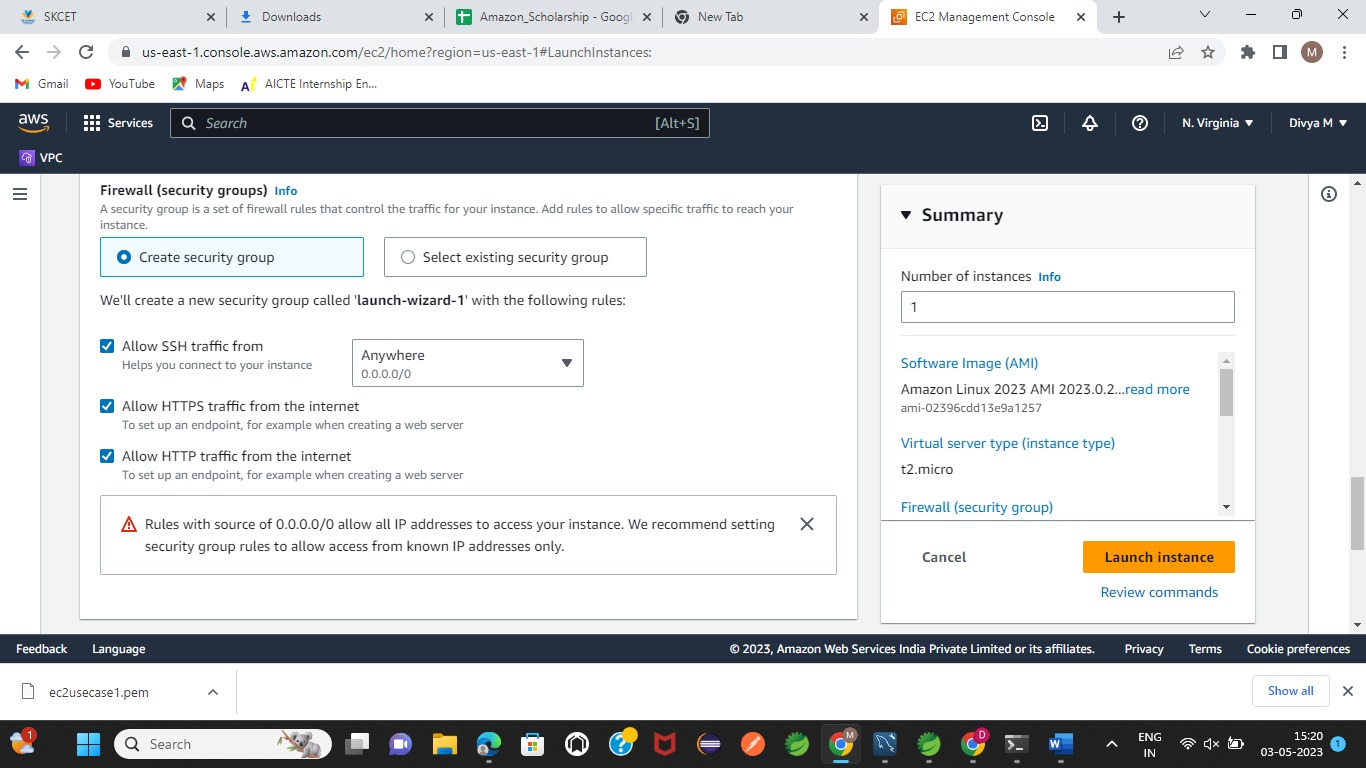 SKCET
Downloads
Amazon_Scholarship - Googl
New Tab
EC2 Management Console
us-east-1.console.aws.amazon.com/ec2/home?region=us-east-1#LaunchInstances:
M
Gmail
YouTube
Maps
AICTE Internship En...
aws
Services
Search
[Alt+S]
N. Virginia
Divya M
VPC
Firewall (security groups) Info
A security group is a set of firewall rules that control the traffic for your instance. Add rules to allow specific traffic to reach your
instance.
Create security group
Select existing security group
We'll create a new security group called 'launch-wizard-1' with the following rules:
Allow SSH traffic from
Helps you connect to your instance
Anywhere
0.0.0.0/0
Allow HTTPS traffic from the internet
To set up an endpoint, for example when creating a web server
Allow HTTP traffic from the internet
To set up an endpoint, for example when creating a web server
Rules with source of 0.0.0.0/0 allow all IP addresses to access your instance. We recommend setting
security group rules to allow access from known IP addresses only.
Summary
Number of instances Info
1
Software Image (AMI)
Amazon Linux 2023 AMI 2023.0.2...read more
ami-02396cdd13e9a1257
Virtual server type (instance type)
t2.micro
Firewall (security group)
Cancel
Launch instance
Review commands
Feedback
Language
© 2023, Amazon Web Services India Private Limited or its affiliates.
Privacy
Terms
Cookie preferences
ec2usecase1.pem
Show all
1
Search
M
D
ENG
IN
15:20
03-05-2023
1